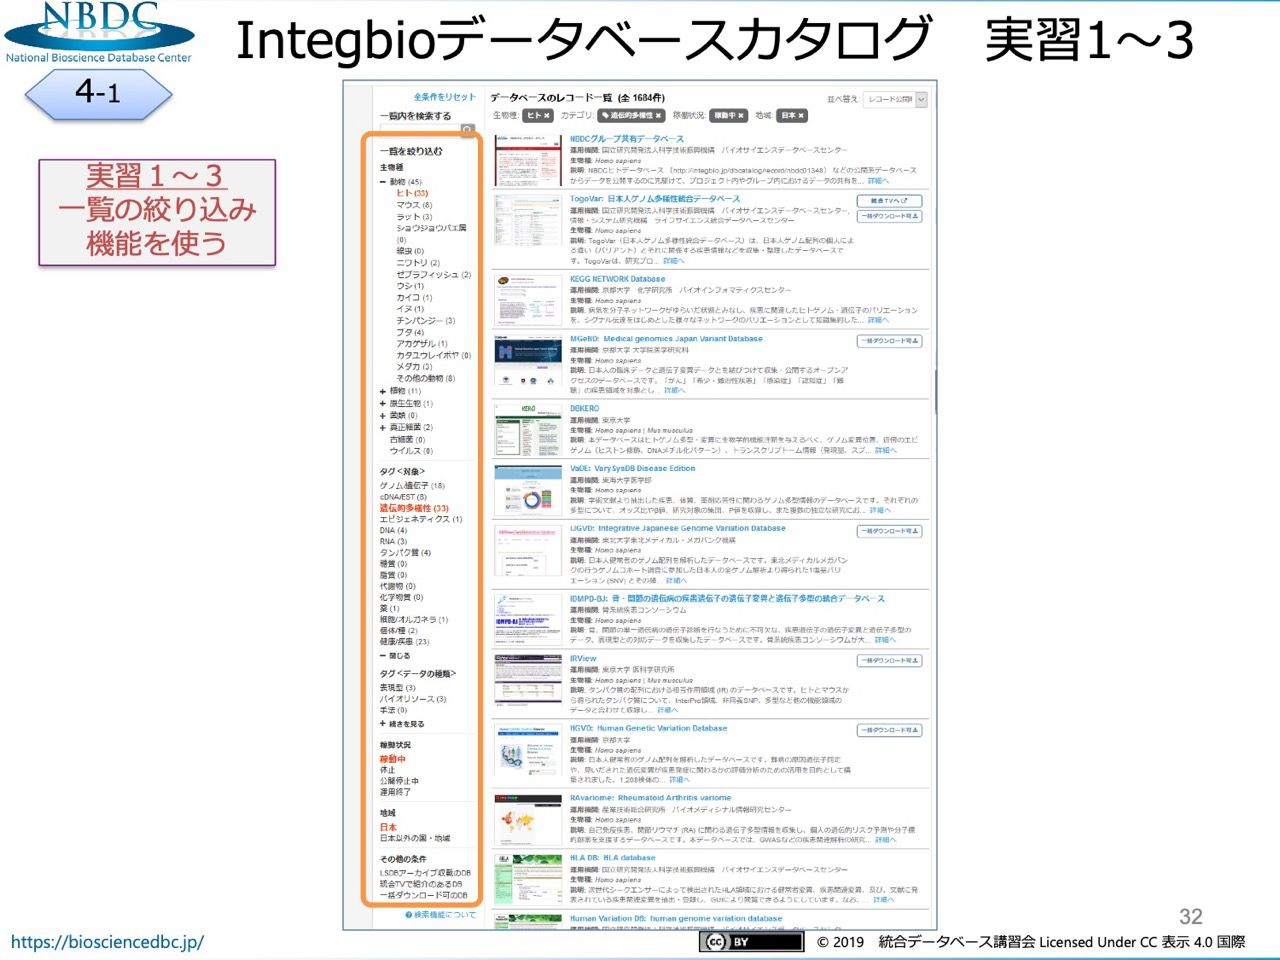 NBDC
National Bioscience Database Center
Integbioデータベースカタログ　実習1～3
4-1
実習１～３
一覧の絞り込み
機能を使う
全条件をリセット
一覧内を検索する
一覧を絞り込む
生物種
動物 (45)
ヒト (33)
マウス (8)
ラット (3)
ショウジョウバエ属
(0)
線虫 (0)
ニワトリ (2)
ゼブラフィッシュ (2)
ウシ (1)
カイコ (1)
イヌ (1)
チンパンジー (3)
ブタ (4)
アカゲザル (1)
カタユウレイボヤ (0)
メダカ (3)
その他の動物 (8)
植物 (11)
原生生物 (1)
菌類 (0)
真正細菌 (2)
古細菌 (0)
ウイルス (0)
タグ<対象>
ゲノム/遺伝子 (18)
cDNA/EST (8)
遺伝的多様性 (33)
エピジェネティクス (1)
DNA (4)
RNA (3)
タンパク質 (4)
糖質 (0)
脂質 (0)
代謝物 (0)
化学物質 (0)
薬 (1)
細胞/オルガネラ (1)
個体/種 (2)
健康/疾患 (23)
閉じる
タグ<データの種類>
表現型 (3)
バイオリソース (3)
手法 (0)
続きを見る
稼動状況
稼動中
休止
公開停止中
運用終了
地域
日本
日本以外の国・地域
その他の条件
LSDBアーカイブ収載のDB
統合TVで紹介のあるDB
一括ダウンロード可のDB
検索機能について
データベースのレコード一覧 (全 1684件)
並べ替え: レコード公開
生物種: ヒト × カテゴリ: 遺伝的多様性 × 稼動状況: 稼動中 × 地域: 日本 ×
NBDCグループ共有データベース
運用機関: 国立研究開発法人科学技術振興機構　バイオサイエンスデータベースセンター
生物種: Homo sapiens
説明: NBDCヒトデータベース （http://integbio.jp/dbcatalog/record/nbdc01348） などの公開系データベース
からデータを公開するのに先駆けて、プロジェクト内やグループ内におけるデータの共有を... 詳細へ
TogoVar: 日本人ゲノム多様性統合データベース
統合TVへ
一括ダウンロード可
運用機関: 国立研究開発法人科学技術振興機構　バイオサイエンスデータベースセンター,
情報・システム研究機構　ライフサイエンス統合データベースセンター
生物種: Homo sapiens
説明: TogoVar（日本人ゲノム多様性統合データベース）は、日本人ゲノム配列の個人によ
る違い（バリアント）とそれに関係する疾患情報などを収集・整理したデータベースで
す。TogoVarは、研究プロ... 詳細へ
KEGG NETWORK Database
運用機関: 京都大学　化学研究所　バイオインフォマティクスセンター
生物種: Homo sapiens
説明: 病気を分子ネットワークがゆらいだ状態とみなし、疾患に関連したヒトゲノム・遺伝子のバリエーション
を、シグナル伝達をはじめとした様々なネットワークのバリエーションとして知識集約した... 詳細へ
MGeND: Medical genomics Japan Variant Database
一括ダウンロード可
運用機関: 京都大学 大学院医学研究科
生物種: Homo sapiens
説明: 日本人の臨床データと遺伝子変異データとを結びつけて収集・公開するオープンア
クセスのデータベースです。「がん」「希少・難治性疾患」「感染症」「認知症」「難
聴」の疾患領域を対象とし... 詳細へ
DBKERO
運用機関: 東京大学
生物種: Homo sapiens | Mus musculus
説明: 本データベースはヒトゲノム多型・変異に生物学的機能注釈を与えるべく、ゲノム変異位置、近傍のエピ
ゲノム（ヒストン修飾、DNAメチル化パターン）、トランスクリプトーム情報（発現量、スプ... 詳細へ
VaDE: VarySysDB Disease Edition
運用機関: 東海大学医学部
生物種: Homo sapiens
説明: 学術文献より抽出した疾患、体質、薬剤応答性に関わるゲノム多型情報のデータベースです。それぞれの
多型について、オッズ比やP値、研究対象の集団、P値を収録し、また複数の独立な研究にお... 詳細へ
iJGVD: Integrative Japanese Genome Variation Database
一括ダウンロード可
運用機関: 東北大学東北メディカル・メガバンク機構
生物種: Homo sapiens
説明: 日本人健常者のゲノム配列を解析したデータベースです。東北メディカルメガバン
クの行うゲノムコホート調査に参加した日本人の全ゲノム解析より得られた1塩基バリ
エーション (SNV) とその頻... 詳細へ
IDMPD-BJ: 骨・関節の遺伝病の疾患遺伝子の遺伝子変異と遺伝子多型の統合データベース
運用機関: 骨系統疾患コンソーシウム
生物種: Homo sapiens
説明: 骨、関節の単一遺伝病の遺伝子診断を行なうために不可欠な、疾患遺伝子の遺伝子変異と遺伝子多型の
データ、表現型との対応データを収集したデータベースです。骨系統疾患コンソーシウムが大... 詳細へ
IRView
一括ダウンロード可
運用機関: 東京大学 医科学研究所
生物種: Homo sapiens | Mus musculus
説明: タンパク質の配列における相互作用領域 (IR) のデータベースです。ヒトとマウスか
ら得られたタンパク質について、InterPro領域、非同義SNP、多型など他の機能領域の
データと合わせて収録し... 詳細へ
HGVD: Human Genetic Variation Database
一括ダウンロード可
運用機関: 京都大学
生物種: Homo sapiens
説明: 日本人健常者のゲノム配列を解析したデータベースです。難病の原因遺伝子同定
や、見いだされた遺伝変異が疾患発症に関わるかの評価分析のための活用を目的として構
築されました。1,208検体の... 詳細へ
RAvariome: Rheumatoid Arthritis variome
運用機関: 産業技術総合研究所　バイオメディシナル情報研究センター
生物種: Homo sapiens
説明: 自己免疫疾患、関節リウマチ (RA) に関わる遺伝子多型情報を収集し、個人の遺伝的リスク予測や分子標
的創薬を支援するデータベースです。本データベースでは、GWASなどの疾患関連解析の研究... 詳細へ
HLA DB: HLA database
運用機関: 国立研究開発法人科学技術振興機構　バイオサイエンスデータベースセンター
生物種: Homo sapiens
説明: 次世代シークエンサーによって検出されたHLA領域における健常者変異、疾患関連変異、及び、文献に発
表されている疾患関連変異を抽出・登録し、GUIにより閲覧できるようにしています。なお、... 詳細へ
Human Variation DB: human genome variation database
32
https://biosciencedbc.jp/
CC BY
© 2019　統合データベース講習会 Licensed Under CC 表示 4.0 国際